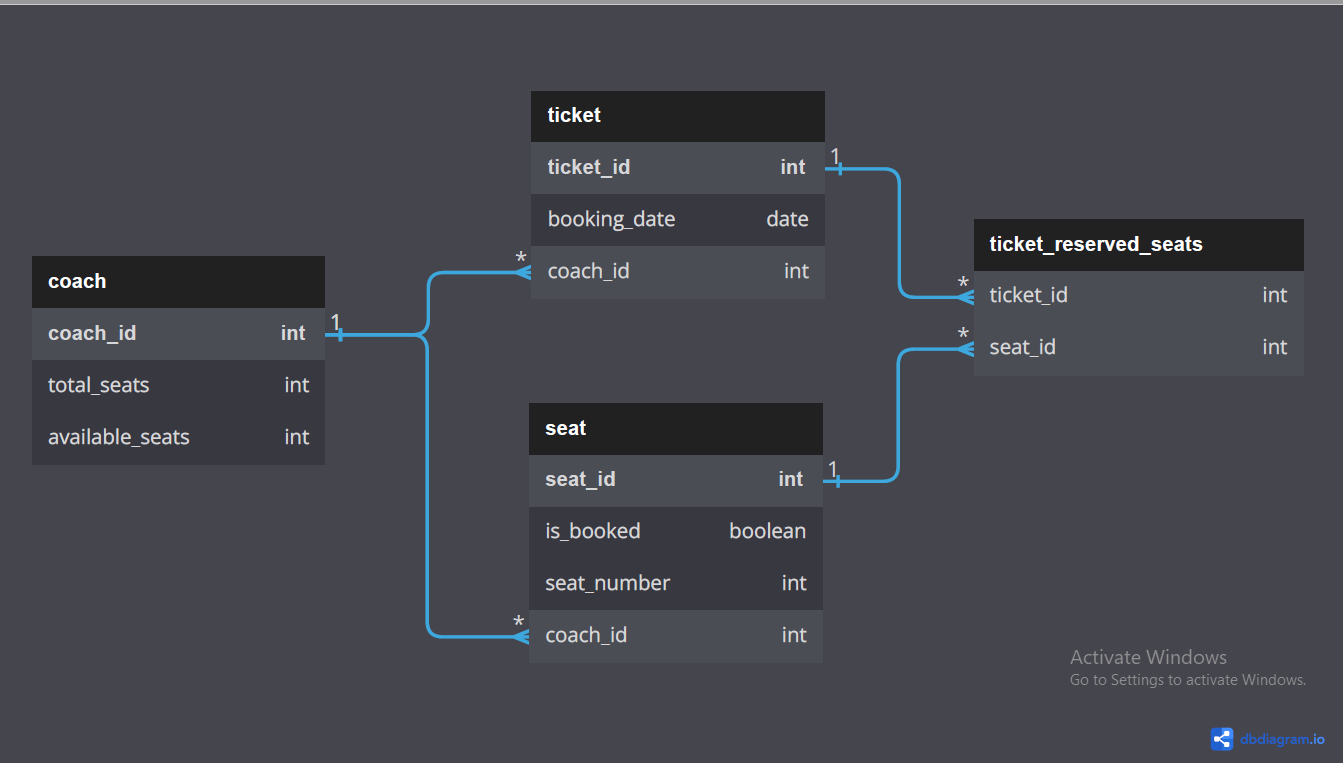 coach
coach_id int
total_seats int
available_seats int
ticket
ticket_id int
booking_date date
coach_id int
seat
seat_id int
is_booked boolean
seat_number int
coach_id int
ticket_reserved_seats
ticket_id int
seat_id int
1
*
*
1
*
1
*
Activate Windows
Go to Settings to activate Windows.
dbdiagram.io